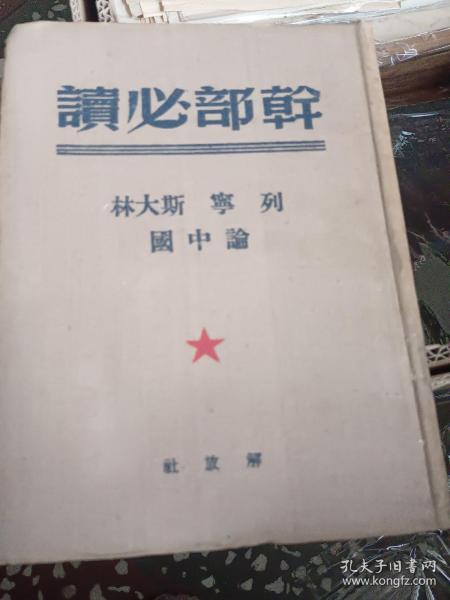 幹部必讀
列寧 斯大林
論中國
解放社
孔夫子旧书网
www.kongfz.com